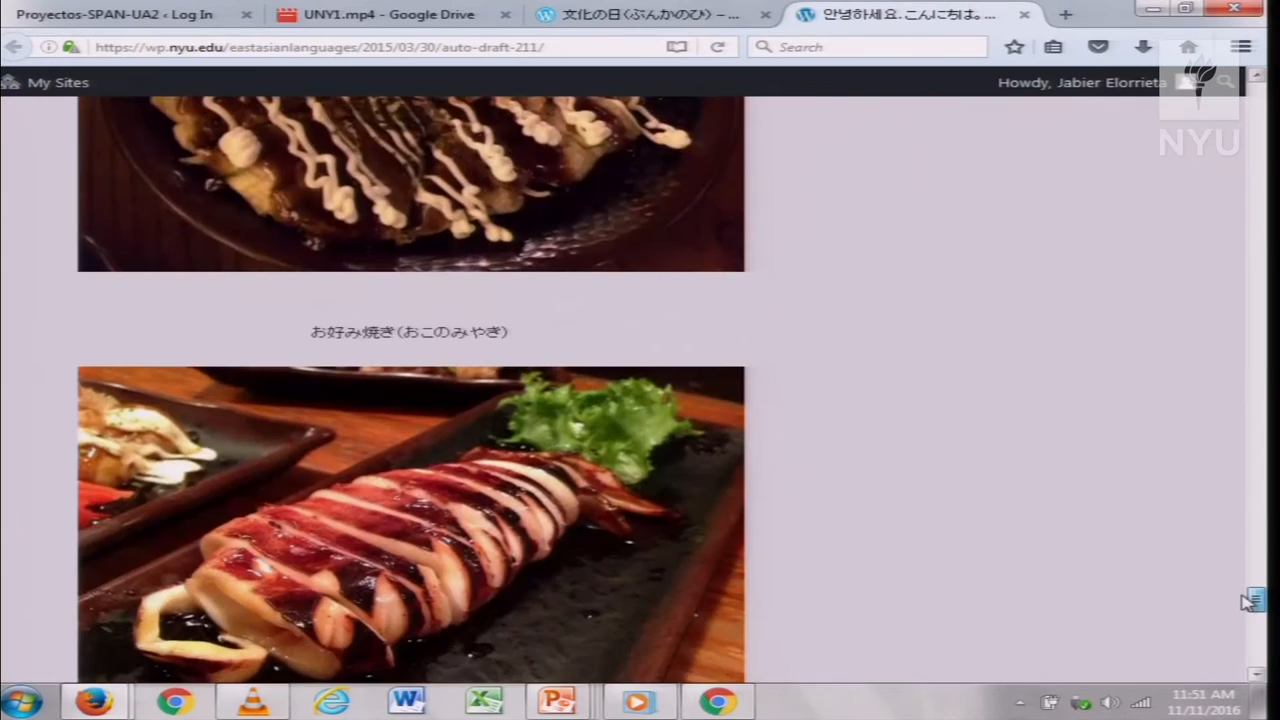 Proyectos-SPAN-UA2 ‹ Log In
UNY1.mp4 - Google Drive
文化の日（ぶんかのひ） – ...
안녕하세요. こんにちは。...
https://wp.nyu.edu/eastasianlanguages/2015/03/30/auto-draft-211/
Search
My Sites
Howdy, Jabier Elorrieta
NYU
お好み焼き（おこのみやき）
11:51 AM
11/11/2016